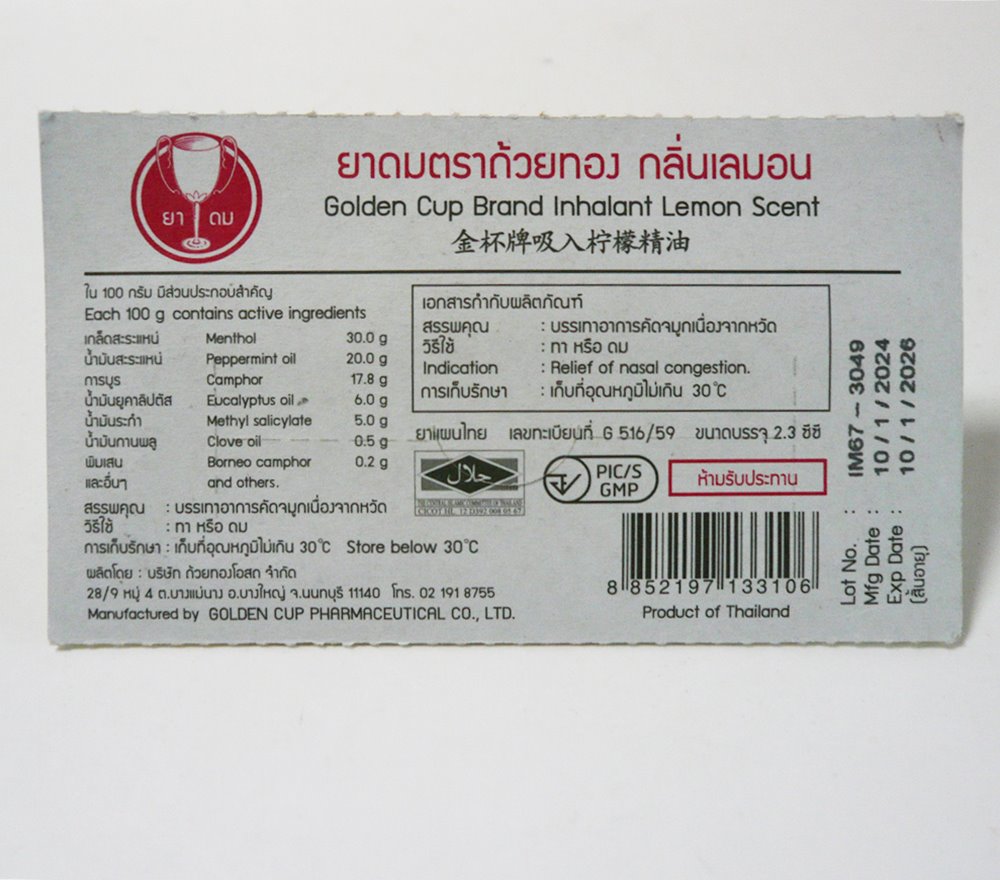 ยา ดม
ยาดมตราถ้วยทอง กลิ่นเลมอน
Golden Cup Brand Inhalant Lemon Scent
金杯牌吸入柠檬精油
ใน 100 กรัม มีส่วนประกอบสำคัญ
Each 100 g contains active ingredients
เกล็ดสะระแหน่ Menthol 30.0 g
น้ำมันสะระแหน่ Peppermint oil 20.0 g
การบูร Camphor 17.8 g
น้ำมันยูคาลิปตัส Eucalyptus oil 6.0 g
น้ำมันระกำ Methyl salicylate 5.0 g
น้ำมันกานพลู Clove oil 0.5 g
พิมเสน Borneo camphor 0.2 g
และอื่นๆ and others.
สรรพคุณ : บรรเทาอาการคัดจมูกเนื่องจากหวัด
วิธีใช้ : ทา หรือ ดม
การเก็บรักษา : เก็บที่อุณหภูมิไม่เกิน 30°C Store below 30°C
ผลิตโดย : บริษัท ถ้วยทองโอสถ จำกัด
28/9 หมู่ 4 ต.บางแม่นาง อ.บางใหญ่ จ.นนทบุรี 11140 โทร. 02 191 8755
Manufactured by GOLDEN CUP PHARMACEUTICAL CO., LTD.
เอกสารกำกับผลิตภัณฑ์
สรรพคุณ : บรรเทาอาการคัดจมูกเนื่องจากหวัด
วิธีใช้ : ทา หรือ ดม
Indication : Relief of nasal congestion.
การเก็บรักษา : เก็บที่อุณหภูมิไม่เกิน 30°C
ยาแผนไทย เลขทะเบียนที่ G 516/59 ขนาดบรรจุ 2.3 ซีซี
حلال
THE CENTRAL ISLAMIC COMMITTEE OF THAILAND
PIC/S
GMP
ห้ามรับประทาน
8 852197 133106
Product of Thailand
Lot No. : IM67-3049
Mfg Date : 10/1/2024
Exp Date : 10/1/2026
(สิ้นอายุ)